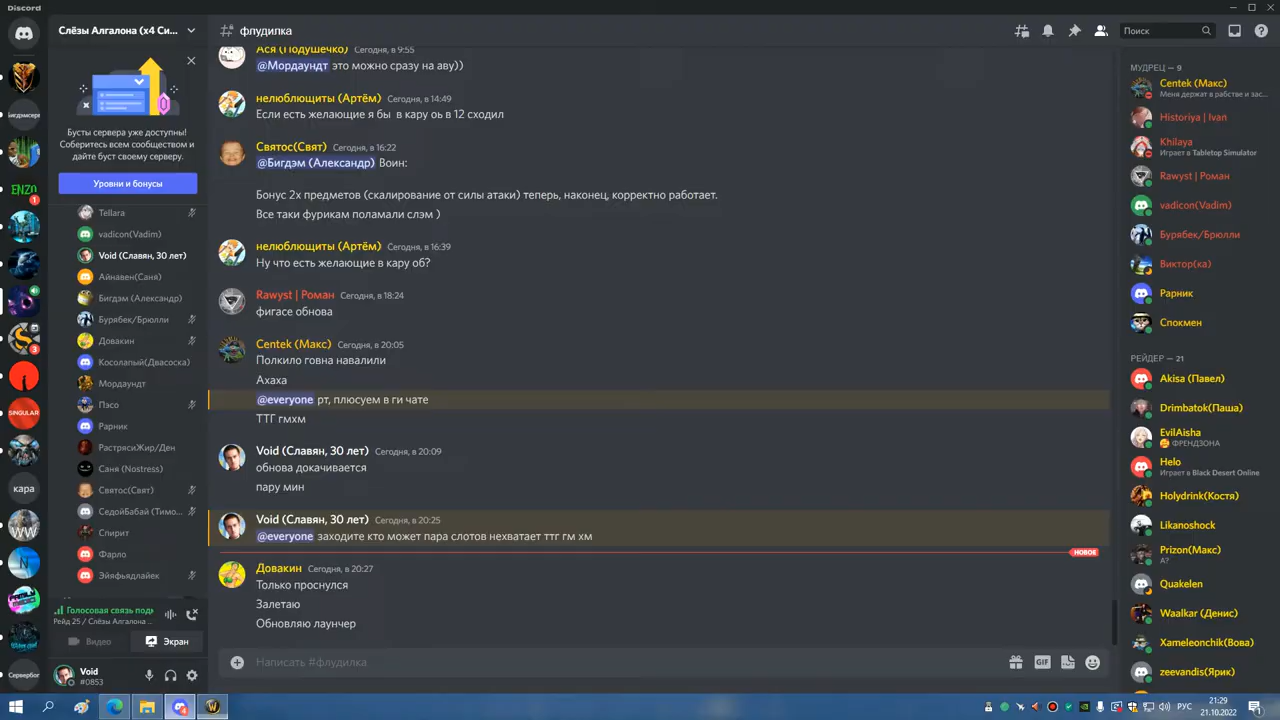 Discord
Слёзы Алгалона (x4 Си...
Бусты сервера уже доступны!
Соберитесь всем сообществом и
дайте буст своему серверу.
Уровни и бонусы
Tellara
vadicon(Vadim)
Void (Славян, 30 лет)
Айнавен(Саня)
Бигдэм (Александр)
Бурябек/Брюлли
Довакин
Косолапый(Двасоска)
Мордаундт
Пэсо
Рарник
РастрясиЖир/Ден
Саня (Nostress)
Святос(Свят)
СедойБабай (Тимо...
Спирит
Фарло
Эйяфьядлайек
Голосовая связь подк
Рейд 25 / Слёзы Алгалона ...
Видео
Экран
Void
#0853
Бигдэмсерв
ENZO
1
3
SINGULAR
кара
WW
Сервербог
флудилка
Поиск
Ася (Подушечко) Сегодня, в 9:55
@Мордаундт это можно сразу на аву))
нелюблющиты (Артём) Сегодня, в 14:49
Если есть желающие я бы в кару оь в 12 сходил
Святос(Свят) Сегодня, в 16:22
@Бигдэм (Александр) Воин:
Бонус 2х предметов (скалирование от силы атаки) теперь, наконец, корректно работает.
Все таки фурикам поламали слэм )
нелюблющиты (Артём) Сегодня, в 16:39
Ну что есть желающие в кару об?
Rawyst | Роман Сегодня, в 18:24
фигасе обнова
Centek (Макс) Сегодня, в 20:05
Полкило говна навалили
Ахаха
@everyone рт, плюсуем в ги чате
ТТГ гмхм
Void (Славян, 30 лет) Сегодня, в 20:09
обнова докачивается
пару мин
Void (Славян, 30 лет) Сегодня, в 20:25
@everyone заходите кто может пара слотов нехватает ттг гм хм
НОВОЕ
Довакин Сегодня, в 20:27
Только проснулся
Залетаю
Обновляю лаунчер
Написать #флудилка
GIF
МУДРЕЦ — 9
Centek (Макс)
Меня держат в рабстве и зас...
Historiya | Ivan
Khilaya
Играет в Tabletop Simulator
Rawyst | Роман
vadicon(Vadim)
Бурябек/Брюлли
Виктор(ка)
Рарник
Спокмен
РЕЙДЕР — 21
Akisa (Павел)
Drimbatok(Паша)
EvilAisha
ФРЕНДЗОНА
Helo
Играет в Black Desert Online
Holydrink(Костя)
Likanoshock
Prizon(Макс)
А?
Quakelen
Waalkar (Денис)
Xameleonchik(Вова)
zeevandis(Ярик)
РУС
21:29
21.10.2022